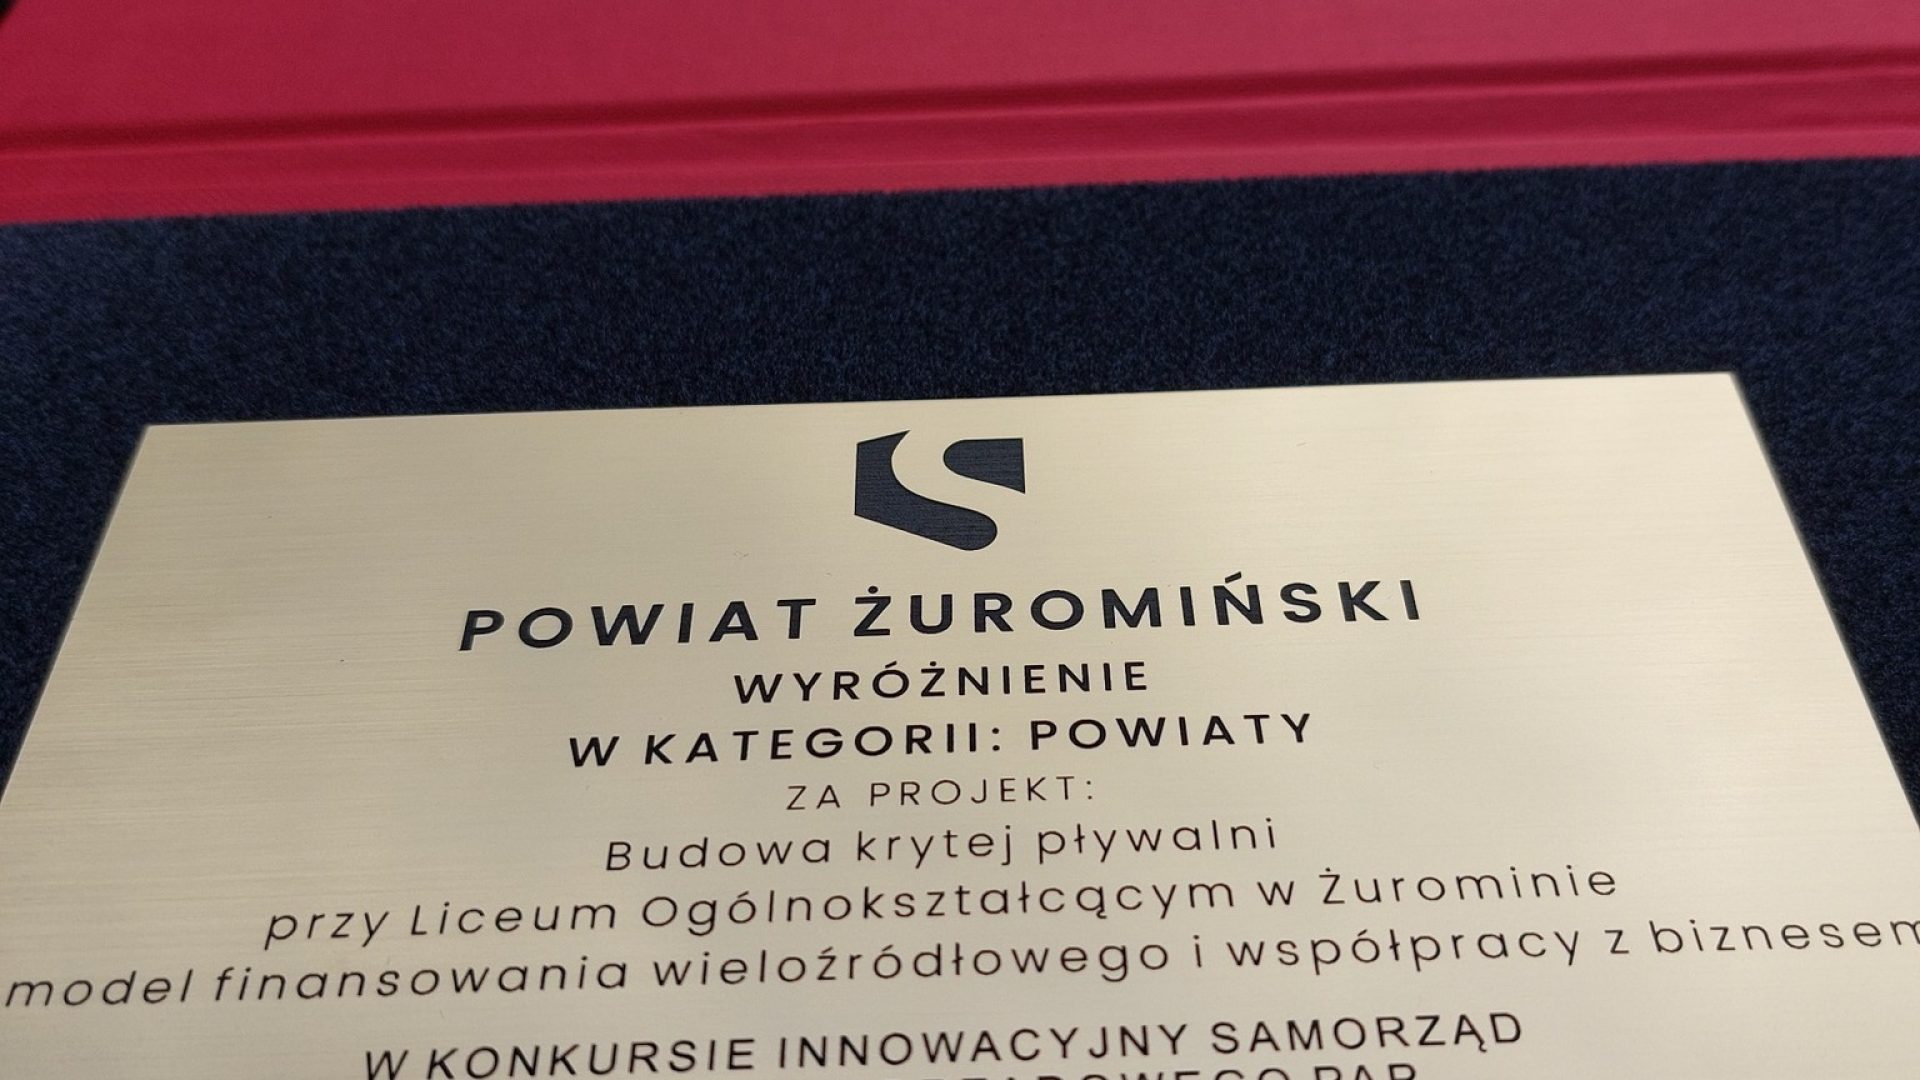 POWIAT ŻUROMIŃSKI
WYRÓŻNIENIE
W KATEGORII: POWIATY
ZA PROJEKT:
Budowa krytej pływalni
przy Liceum Ogólnokształcącym w Żurominie
model finansowania wieloźródłowego i współpracy z biznesem
W KONKURSIE INNOWACYJNY SAMORZĄD
PAP